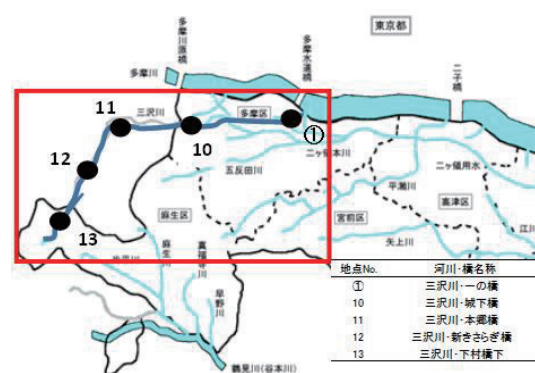 東京都
多摩川原橋
多摩水道橋
二子橋
多摩川
三沢川
多摩区
11
10
①
12
13
五反田川
二ヶ領本川
二ヶ領用水
平瀬川
麻生区
宮前区
高津区
矢上川
江川
麻生川
真福寺川
早野川
鶴見川(谷本川)
地点No. 河川・橋名称
① 三沢川・一の橋
10 三沢川・城下橋
11 三沢川・本郷橋
12 三沢川・新きさらぎ橋
13 三沢川・下村橋下